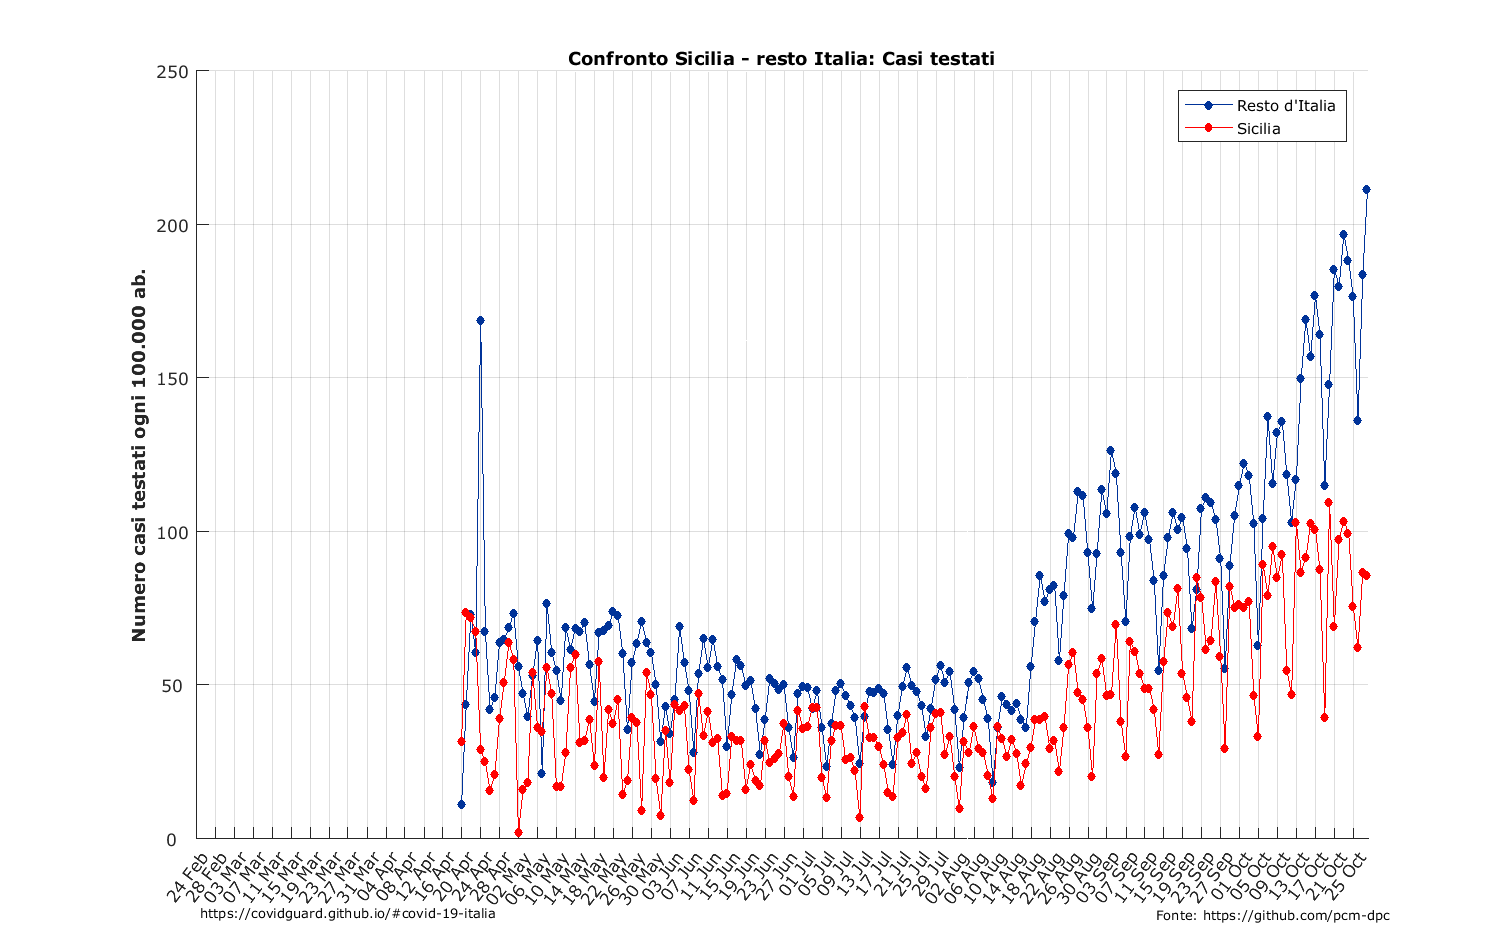 Confronto Sicilia - resto Italia: Casi testati
Resto d'Italia
Sicilia
Numero casi testati ogni 100.000 ab.
250
200
150
100
50
0
24 Feb
28 Feb
03 Mar
07 Mar
11 Mar
15 Mar
19 Mar
23 Mar
27 Mar
31 Mar
04 Apr
08 Apr
12 Apr
16 Apr
20 Apr
24 Apr
28 Apr
02 May
06 May
10 May
14 May
18 May
22 May
26 May
30 May
03 Jun
07 Jun
11 Jun
15 Jun
19 Jun
23 Jun
27 Jun
01 Jul
05 Jul
09 Jul
13 Jul
17 Jul
21 Jul
25 Jul
29 Jul
02 Aug
06 Aug
10 Aug
14 Aug
18 Aug
22 Aug
26 Aug
30 Aug
03 Sep
07 Sep
11 Sep
15 Sep
19 Sep
23 Sep
27 Sep
01 Oct
05 Oct
09 Oct
13 Oct
17 Oct
21 Oct
25 Oct
https://covidguard.github.io/#covid-19-italia
Fonte: https://github.com/pcm-dpc